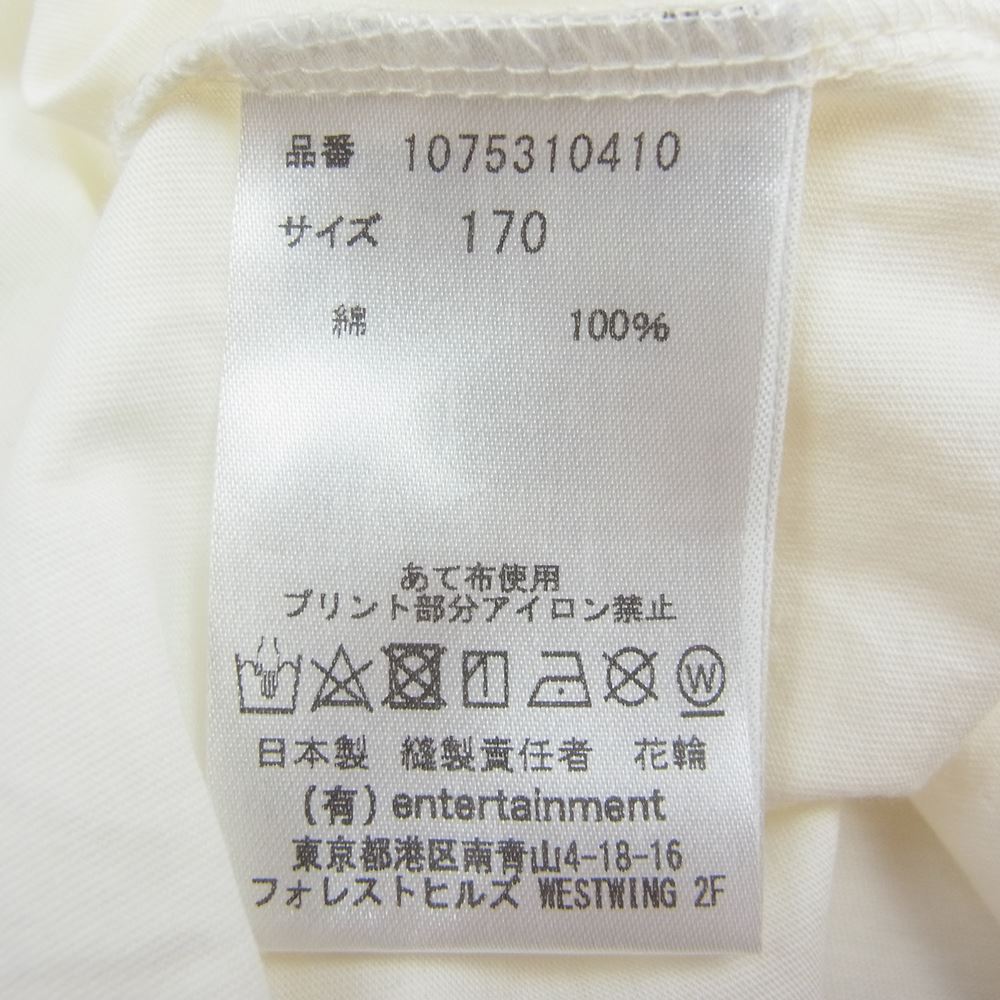 品番 1075310410
サイズ 170
綿 100%
あて布使用
プリント部分アイロン禁止
W
日本製 縫製責任者 花輪
(有) entertainment
東京都港区南青山4-18-16
フォレストヒルズ WESTWING 2F